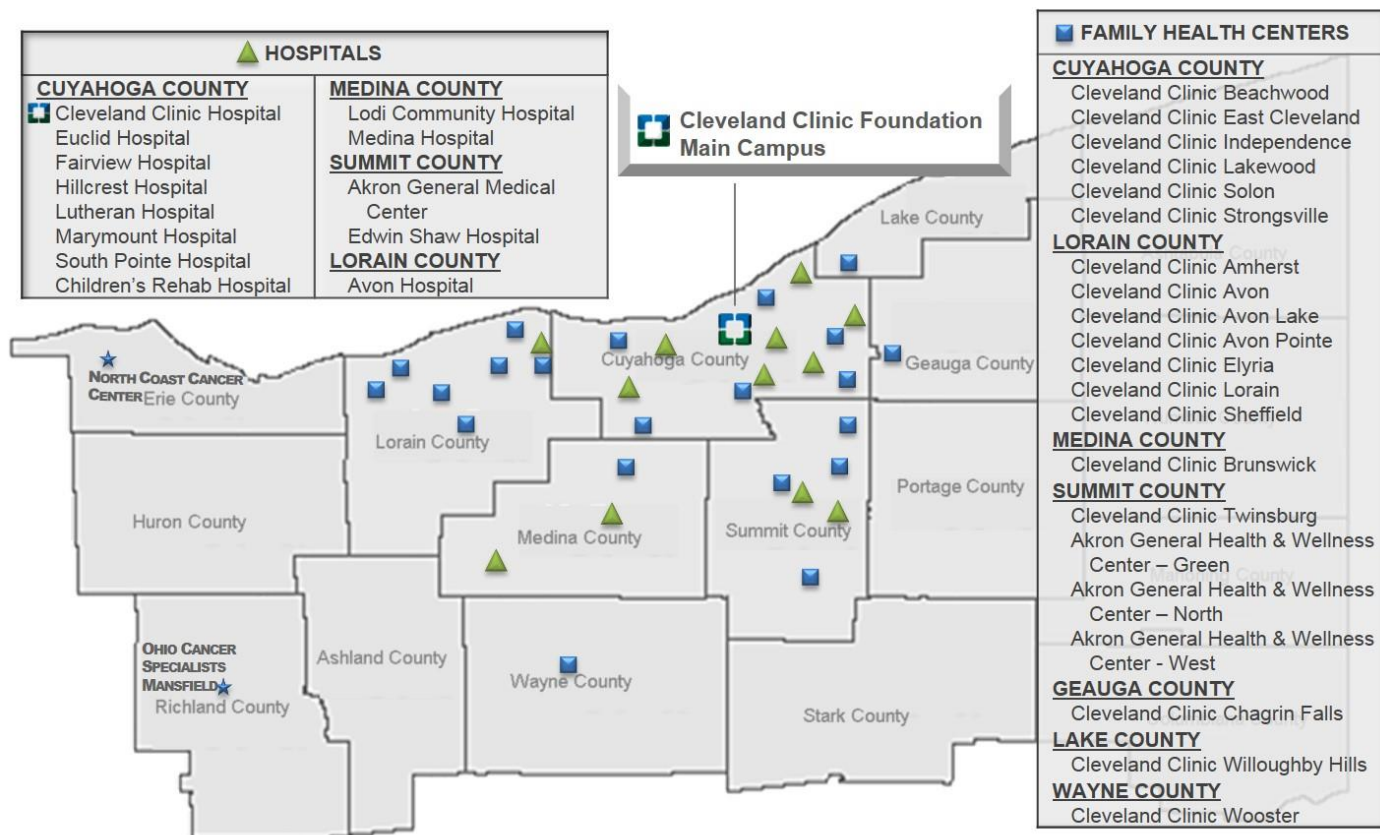 HOSPITALS
CUYAHOGA COUNTY
Cleveland Clinic Hospital
Euclid Hospital
Fairview Hospital
Hillcrest Hospital
Lutheran Hospital
Marymount Hospital
South Pointe Hospital
Children's Rehab Hospital
MEDINA COUNTY
Lodi Community Hospital
Medina Hospital
SUMMIT COUNTY
Akron General Medical
Center
Edwin Shaw Hospital
LORAIN COUNTY
Avon Hospital
Cleveland Clinic Foundation
Main Campus
FAMILY HEALTH CENTERS
CUYAHOGA COUNTY
Cleveland Clinic Beachwood
Cleveland Clinic East Cleveland
Cleveland Clinic Independence
Cleveland Clinic Lakewood
Cleveland Clinic Solon
Cleveland Clinic Strongsville
LORAIN COUNTY
Cleveland Clinic Amherst
Cleveland Clinic Avon
Cleveland Clinic Avon Lake
Cleveland Clinic Avon Pointe
Cleveland Clinic Elyria
Cleveland Clinic Lorain
Cleveland Clinic Sheffield
MEDINA COUNTY
Cleveland Clinic Brunswick
SUMMIT COUNTY
Cleveland Clinic Twinsburg
Akron General Health & Wellness
Center – Green
Akron General Health & Wellness
Center – North
Akron General Health & Wellness
Center - West
GEAUGA COUNTY
Cleveland Clinic Chagrin Falls
LAKE COUNTY
Cleveland Clinic Willoughby Hills
WAYNE COUNTY
Cleveland Clinic Wooster
Lake County
Cuyahoga County
Geauga County
NORTH COAST CANCER
CENTER
Erie County
Lorain County
Portage County
Huron County
Medina County
Summit County
Mahoning County
OHIO CANCER
SPECIALISTS
MANSFIELD
Richland County
Ashland County
Wayne County
Stark County